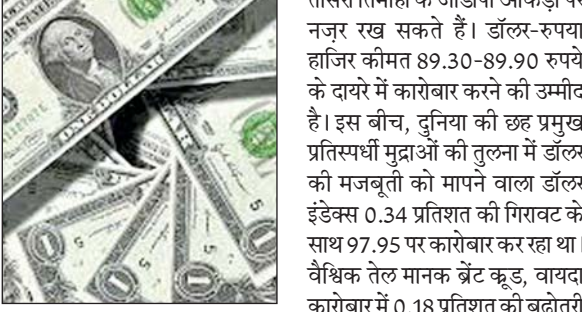 तीसरी तिमाही के जीडीपी आंकड़ों पर
नज़र रख सकते हैं। डॉलर-रुपया
हाजिर कीमत 89.30-89.90 रुपये
के दायरे में कारोबार करने की उम्मीद
है। इस बीच, दुनिया की छह प्रमुख
प्रतिस्पर्धी मुद्राओं की तुलना में डॉलर
की मजबूती को मापने वाला डॉलर
इंडेक्स 0.34 प्रतिशत की गिरावट के
साथ 97.95 पर कारोबार कर रहा था।
वैश्विक तेल मानक ब्रेंट क्रूड, वायदा
कारोबार में 0.18 प्रतिशत की बढ़ोतरी
ONE DOLLAR